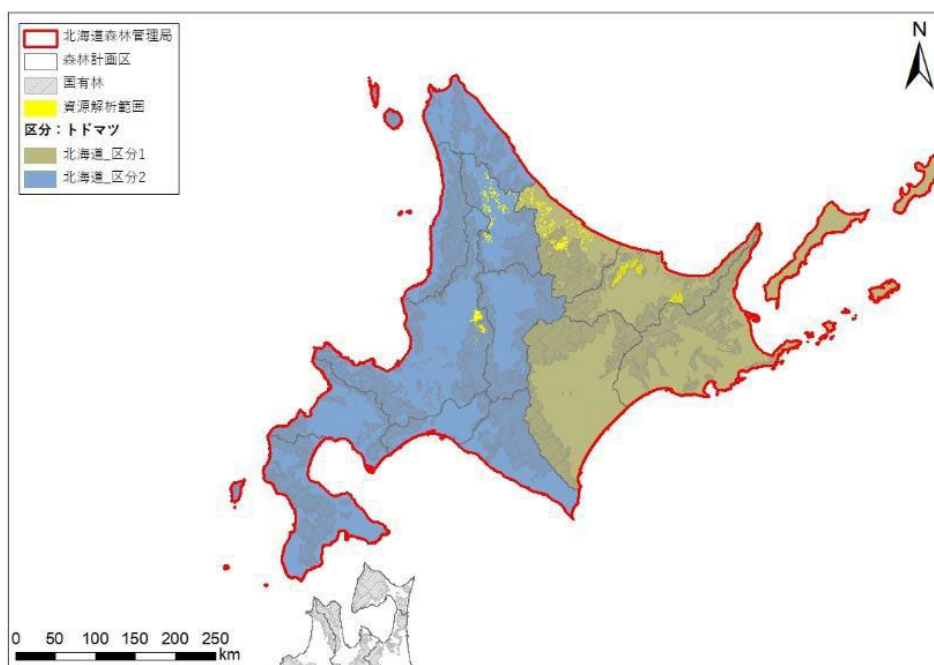 北海道森林管理局
森林計画区
国有林
資源解析範囲
区分：トドマツ
北海道_区分1
北海道_区分2
N
0 50 100 150 200 250
km